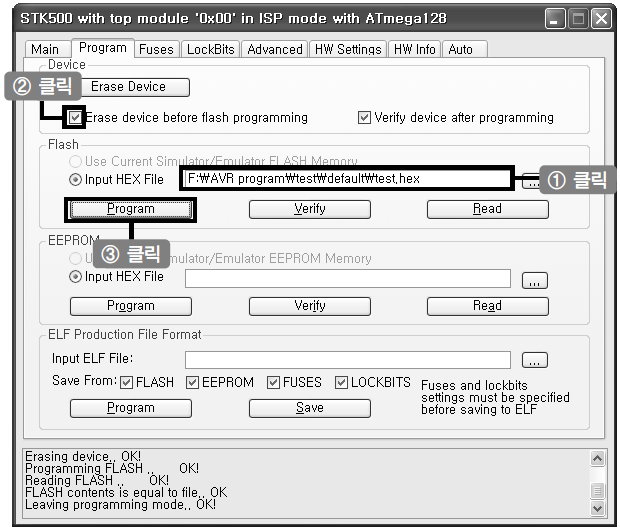 STK500 with top module '0x00' in ISP mode with ATmega128
Main Program Fuses LockBits Advanced HW Settings HW Info Auto
Device
② 클릭
Erase Device
Erase device before flash programming
Verify device after programming
Flash
Use Current Simulator/Emulator FLASH Memory
Input HEX File F:₩AVR program₩test₩default₩test,hex ...
① 클릭
Program Verify Read
③ 클릭
EEPROM
mulator/Emulator EEPROM Memory
Input HEX File ...
Program Verify Read
ELF Production File Format
Input ELF File: ...
Save From: FLASH EEPROM FUSES LOCKBITS
Fuses and lockbits
settings must be specified
before saving to ELF
Program Save
Erasing device,, OK!
Programming FLASH ,, OK!
Reading FLASH ,, OK!
FLASH contents is equal to file,, OK
Leaving programming mode,, OK!